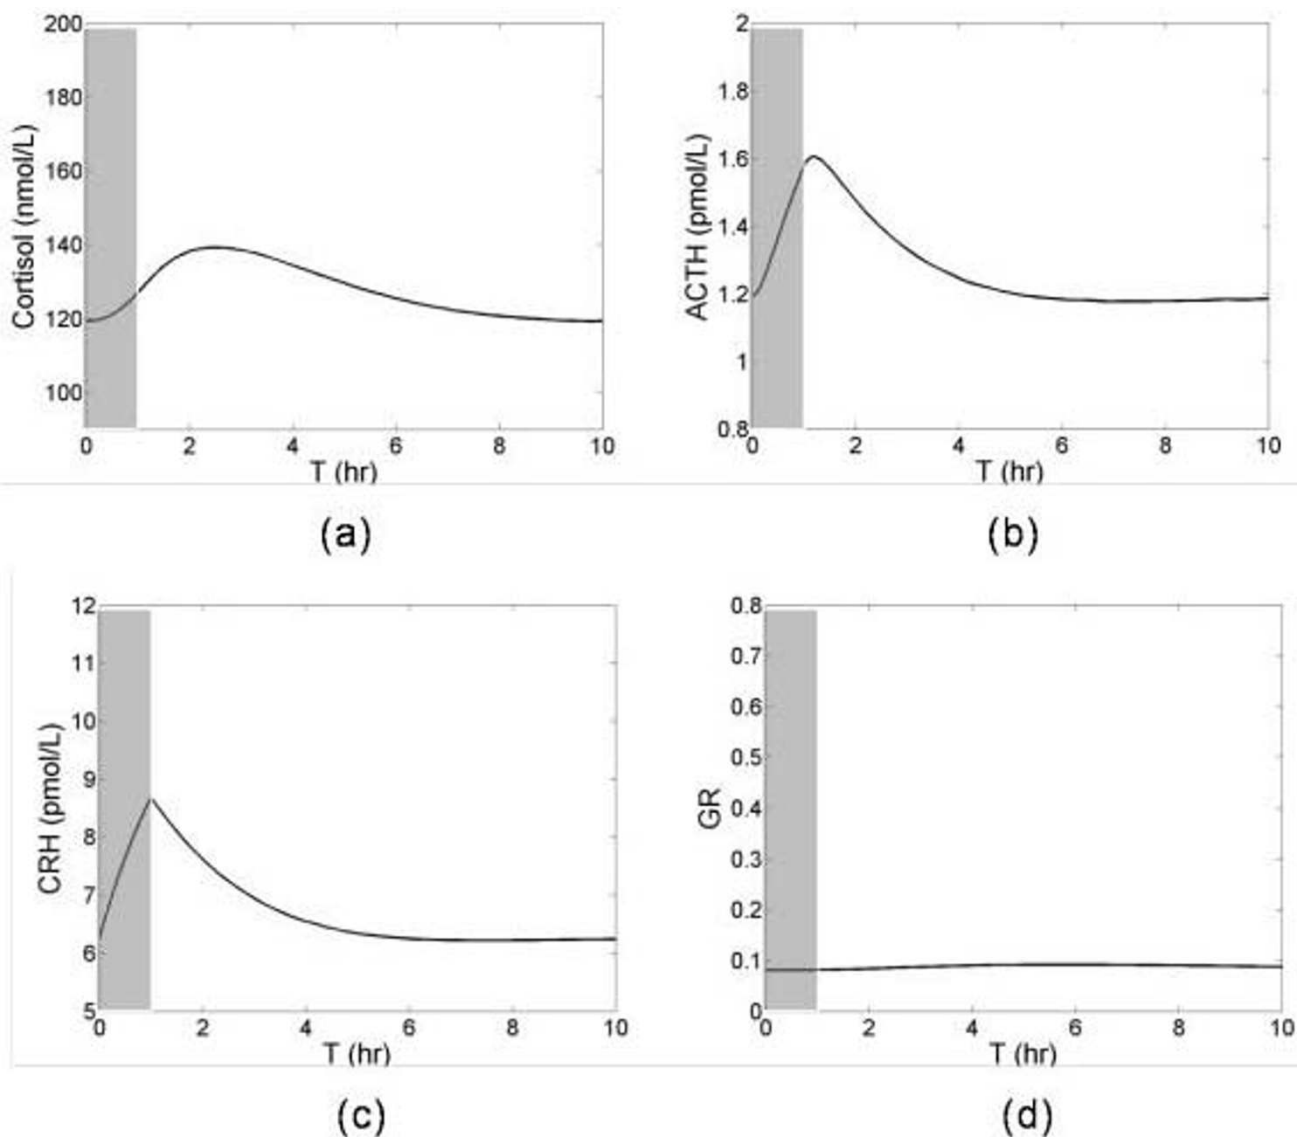 200
180
160
140
120
100
Cortisol (nmol/L)
0 2 4 6 8 10
T (hr)
(a)
2
1.8
1.6
1.4
1.2
1
0.8
ACTH (pmol/L)
0 2 4 6 8 10
T (hr)
(b)
12
11
10
9
8
7
6
5
CRH (pmol/L)
0 2 4 6 8 10
T (hr)
(c)
0.8
0.7
0.6
0.5
0.4
0.3
0.2
0.1
0
GR
0 2 4 6 8 10
T (hr)
(d)